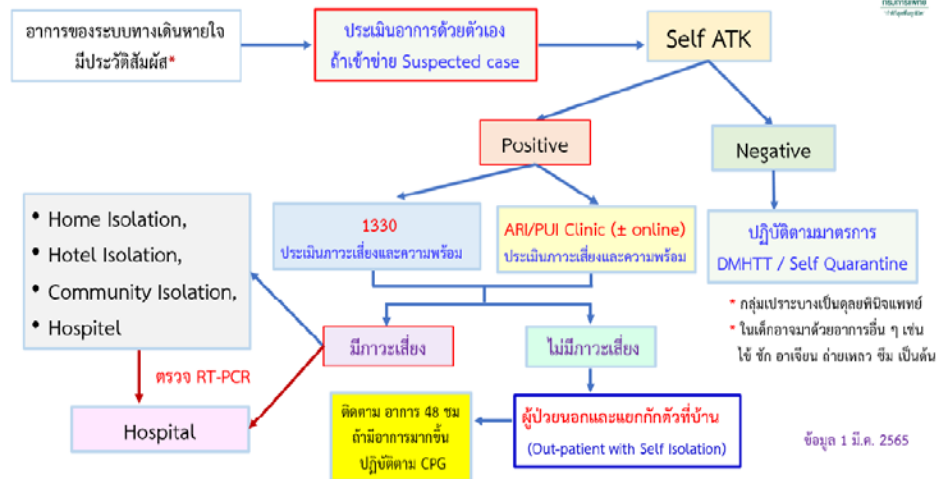 กรมการแพทย์
อาการของระบบทางเดินหายใจ
มีประวัติสัมผัส*
ประเมินอาการด้วยตัวเอง
ถ้าเข้าข่าย Suspected case
Self ATK
Positive
Negative
• Home Isolation,
• Hotel Isolation,
• Community Isolation,
• Hospitel
1330
ประเมินภาวะเสี่ยงและความพร้อม
ARI/PUI Clinic (± online)
ประเมินภาวะเสี่ยงและความพร้อม
ปฏิบัติตามมาตรการ
DMHTT / Self Quarantine
* กลุ่มเปราะบางเป็นดุลยพินิจแพทย์
* ในเด็กอาจมาด้วยอาการอื่น ๆ เช่น
ไข้ ชัก อาเจียน ถ่ายเหลว ซึม เป็นต้น
มีภาวะเสี่ยง
ไม่มีภาวะเสี่ยง
ตรวจ RT-PCR
Hospital
ติดตาม อาการ 48 ชม
ถ้ามีอาการมากขึ้น
ปฏิบัติตาม CPG
ผู้ป่วยนอกและแยกกักตัวที่บ้าน
(Out-patient with Self Isolation)
ข้อมูล 1 มี.ค. 2565